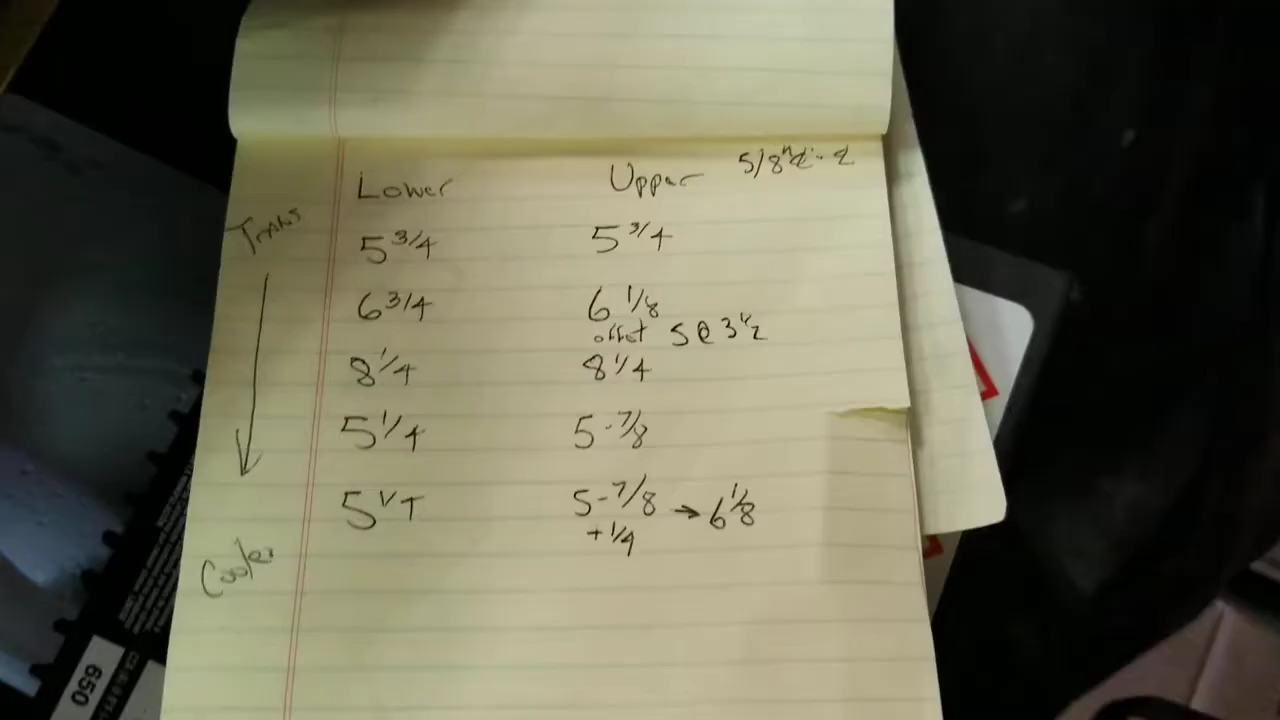 Lower Upper 5/8"
Trans
5 3/4 5 3/4
6 3/4 6 1/8
offset S @ 3 1/2
8 1/4 8 1/4
5 1/4 5-7/8
5 1/4 5-7/8 → 6 1/8
+ 1/4
Cooler
650